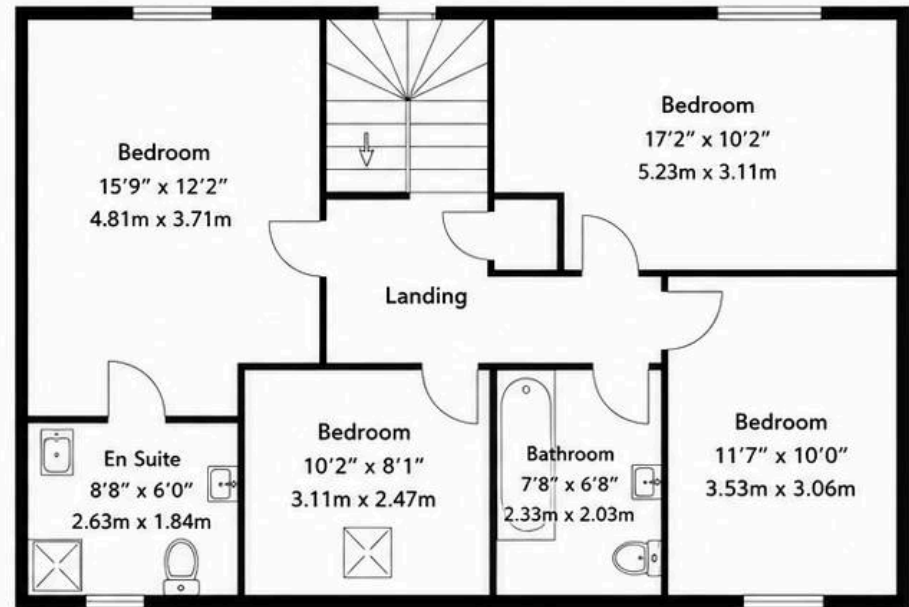 Bedroom
15’9” x 12’2”
4.81m x 3.71m
Bedroom
17’2” x 10’2”
5.23m x 3.11m
Landing
En Suite
8’8” x 6’0”
2.63m x 1.84m
Bedroom
10’2” x 8’1”
3.11m x 2.47m
Bathroom
7’8” x 6’8”
2.33m x 2.03m
Bedroom
11’7” x 10’0”
3.53m x 3.06m